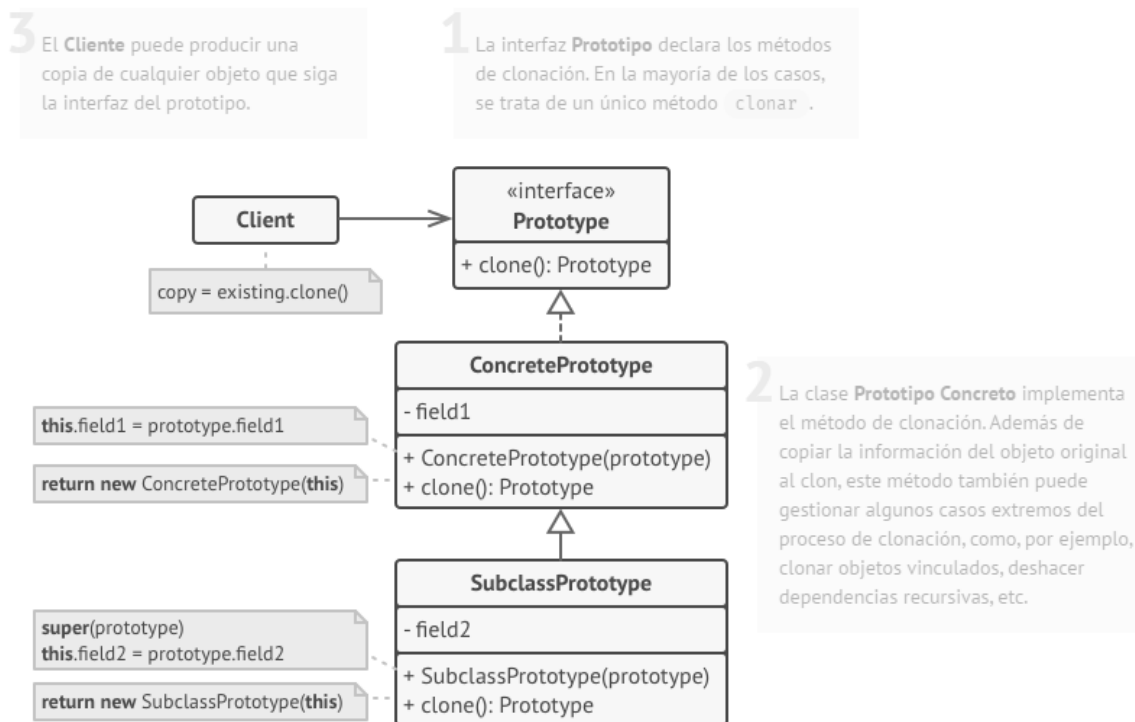 3
El Cliente puede producir una
copia de cualquier objeto que siga
la interfaz del prototipo.
1
La interfaz Prototipo declara los métodos
de clonación. En la mayoría de los casos,
se trata de un único método clonar .
Client
«interface»
Prototype
+ clone(): Prototype
copy = existing.clone()
ConcretePrototype
- field1
+ ConcretePrototype(prototype)
+ clone(): Prototype
this.field1 = prototype.field1
return new ConcretePrototype(this)
2
La clase Prototipo Concreto implementa
el método de clonación. Además de
copiar la información del objeto original
al clon, este método también puede
gestionar algunos casos extremos del
proceso de clonación, como, por ejemplo,
clonar objetos vinculados, deshacer
dependencias recursivas, etc.
SubclassPrototype
- field2
+ SubclassPrototype(prototype)
+ clone(): Prototype
super(prototype)
this.field2 = prototype.field2
return new SubclassPrototype(this)